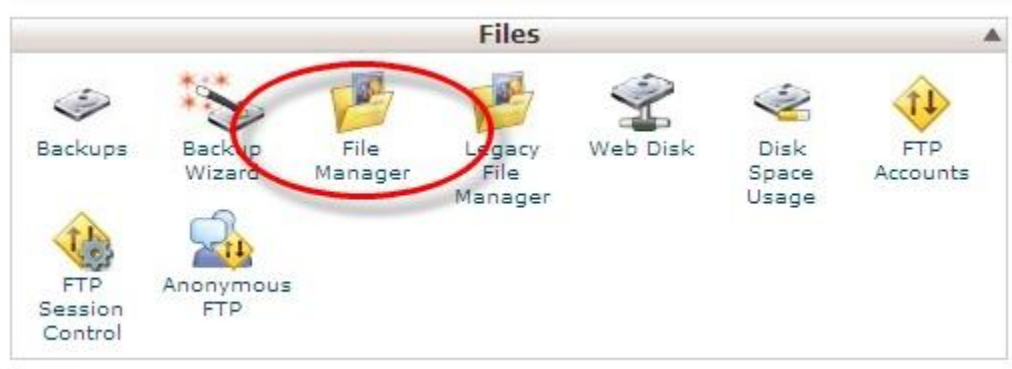 Files
Backups
Backup
Wizard
File
Manager
Legacy
File
Manager
Web Disk
Disk
Space
Usage
FTP
Accounts
FTP
Session
Control
Anonymous
FTP